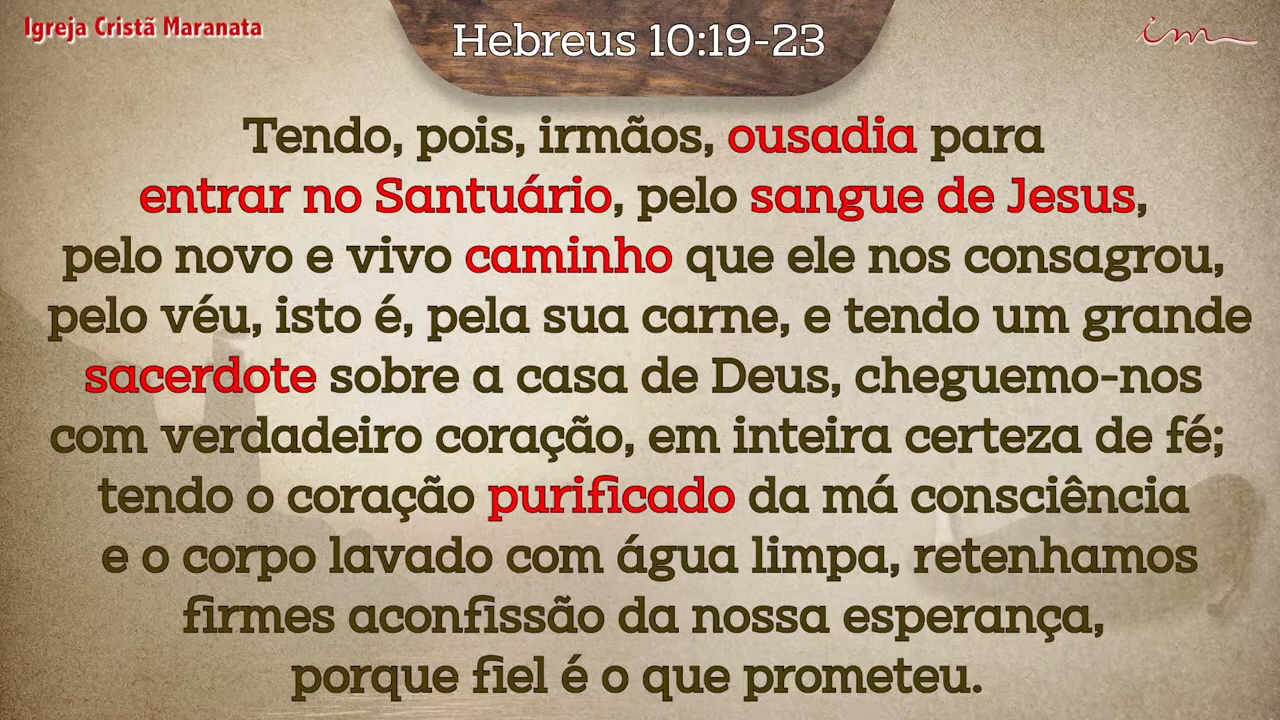 Igreja Cristã Maranata
Hebreus 10:19-23
im
Tendo, pois, irmãos, ousadia para
entrar no Santuário, pelo sangue de Jesus,
pelo novo e vivo caminho que ele nos consagrou,
pelo véu, isto é, pela sua carne, e tendo um grande
sacerdote sobre a casa de Deus, cheguemo-nos
com verdadeiro coração, em inteira certeza de fé;
tendo o coração purificado da má consciência
e o corpo lavado com água limpa, retenhamos
firmes aconfissão da nossa esperança,
porque fiel é o que prometeu.